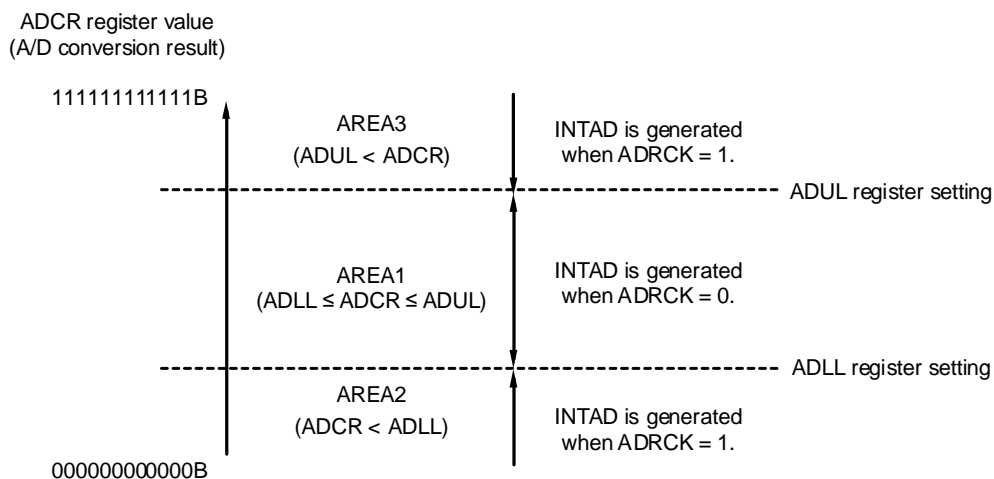 ADCR register value
(A/D conversion result)
111111111111B
AREA3
(ADUL < ADCR)
INTAD is generated
when ADRCK = 1.
ADUL register setting
AREA1
(ADLL ≤ ADCR ≤ ADUL)
INTAD is generated
when ADRCK = 0.
ADLL register setting
AREA2
(ADCR < ADLL)
INTAD is generated
when ADRCK = 1.
000000000000B